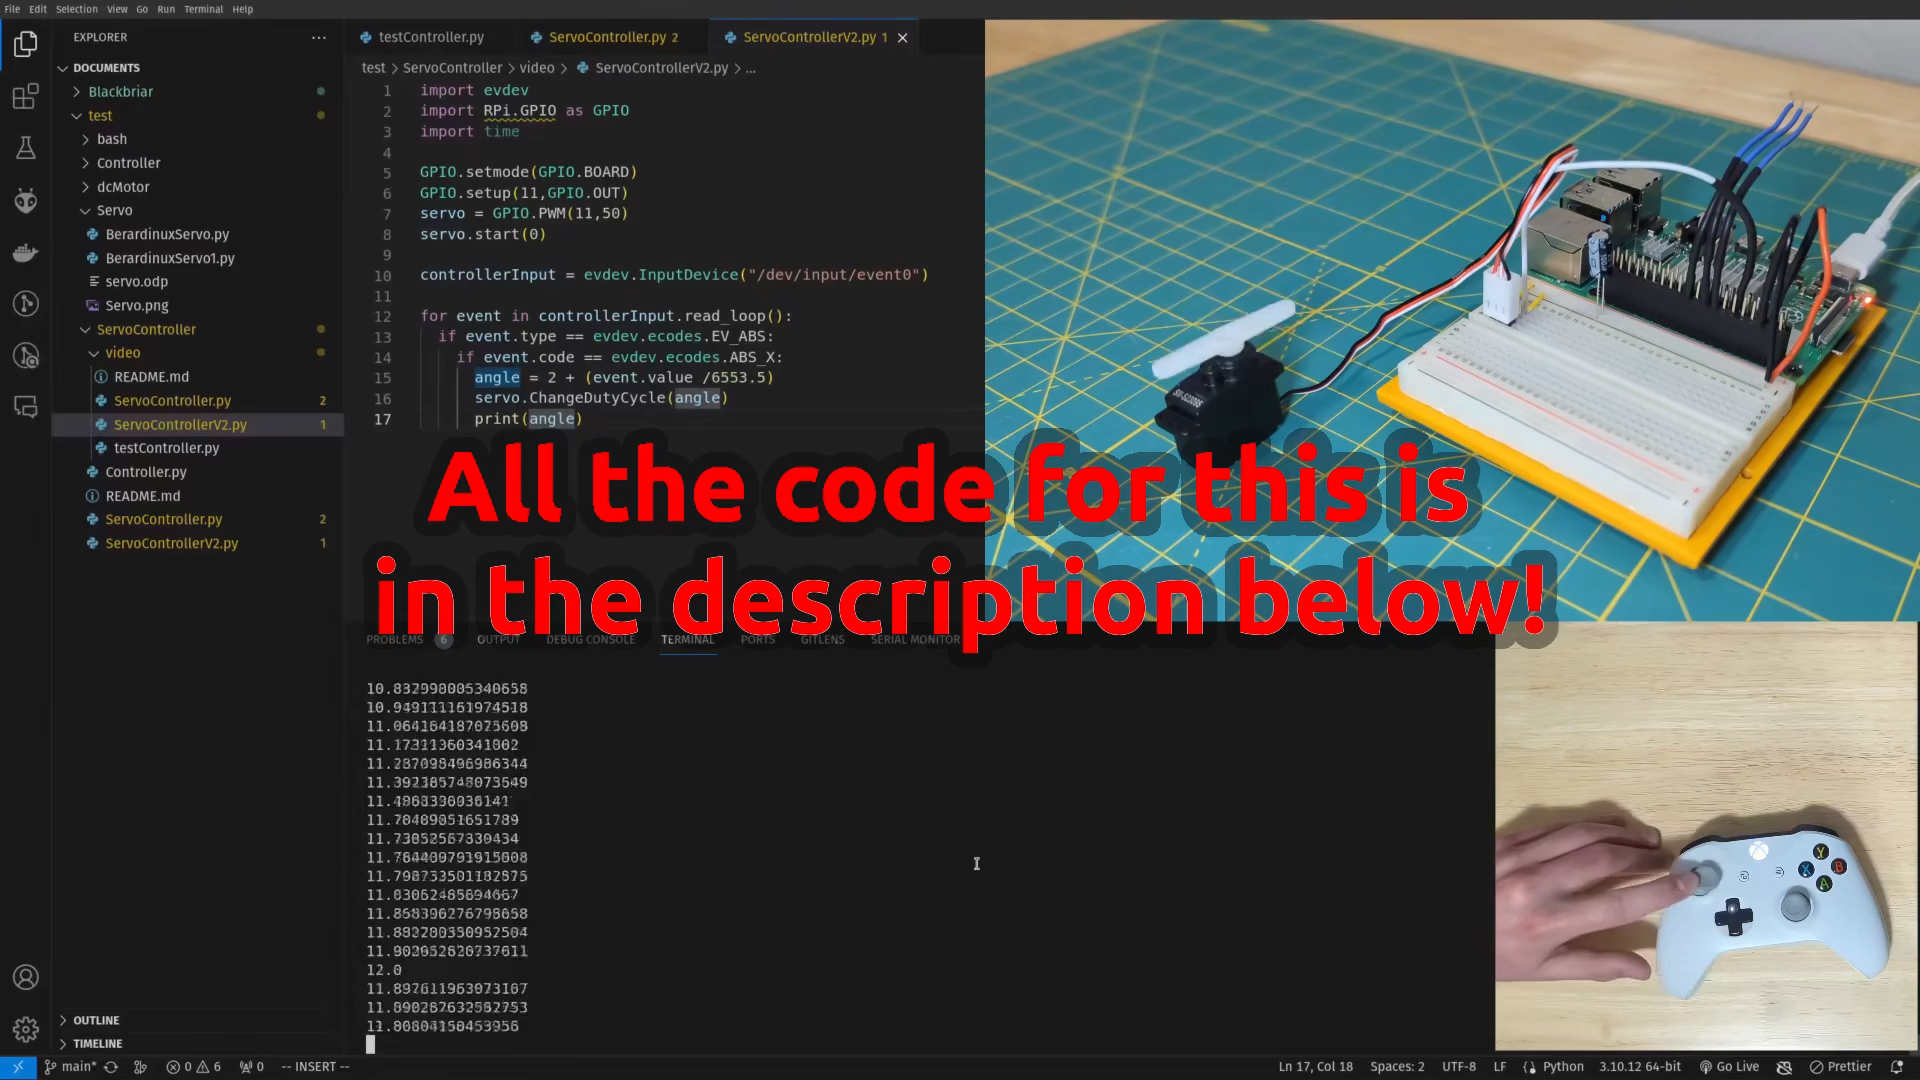 File Edit Selection View Go Run Terminal Help
EXPLORER
DOCUMENTS
Blackbriar
test
bash
Controller
dcMotor
Servo
BerardinuxServo.py
BerardinuxServo1.py
servo.odp
Servo.png
ServoController
video
README.md
ServoController.py 2
ServoControllerV2.py 1
testController.py
Controller.py
README.md
ServoController.py 2
ServoControllerV2.py 1
OUTLINE
TIMELINE
testController.py ServoController.py 2 ServoControllerV2.py 1
test > ServoController > video > ServoControllerV2.py > ...
1 import evdev
2 import RPi.GPIO as GPIO
3 import time
4
5 GPIO.setmode(GPIO.BOARD)
6 GPIO.setup(11,GPIO.OUT)
7 servo = GPIO.PWM(11,50)
8 servo.start(0)
9
10 controllerInput = evdev.InputDevice("/dev/input/event0")
11
12 for event in controllerInput.read_loop():
13 if event.type == evdev.ecodes.EV_ABS:
14 if event.code == evdev.ecodes.ABS_X:
15 angle = 2 + (event.value /6553.5)
16 servo.ChangeDutyCycle(angle)
17 print(angle)
All the code for this is
in the description below!
PROBLEMS 6 OUTPUT DEBUG CONSOLE TERMINAL PORTS GITLENS SERIAL MONITOR
12.0
Y
X B
A
main* 0 6 0 -- INSERT -- Ln 17, Col 18 Spaces: 2 UTF-8 LF Python 3.10.12 64-bit Go Live Prettier